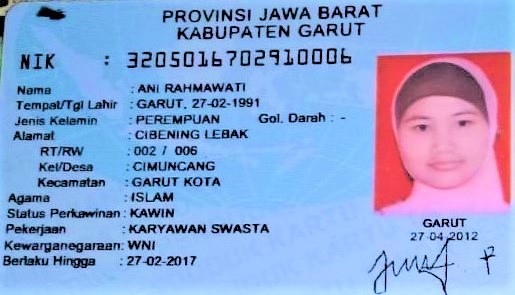 PROVINSI JAWA BARAT
KABUPATEN GARUT
NIK : 3205016702910006
Nama : ANI RAHMAWATI
Tempat/Tgl Lahir : GARUT, 27-02-1991
Jenis Kelamin : PEREMPUAN Gol. Darah : -
Alamat : CIBENING LEBAK
RT/RW : 002 / 006
Kel/Desa : CIMUNCANG
Kecamatan : GARUT KOTA
Agama : ISLAM
Status Perkawinan : KAWIN
Pekerjaan : KARYAWAN SWASTA
Kewarganegaraan : WNI
Berlaku Hingga : 27-02-2017
GARUT
27-04-2012